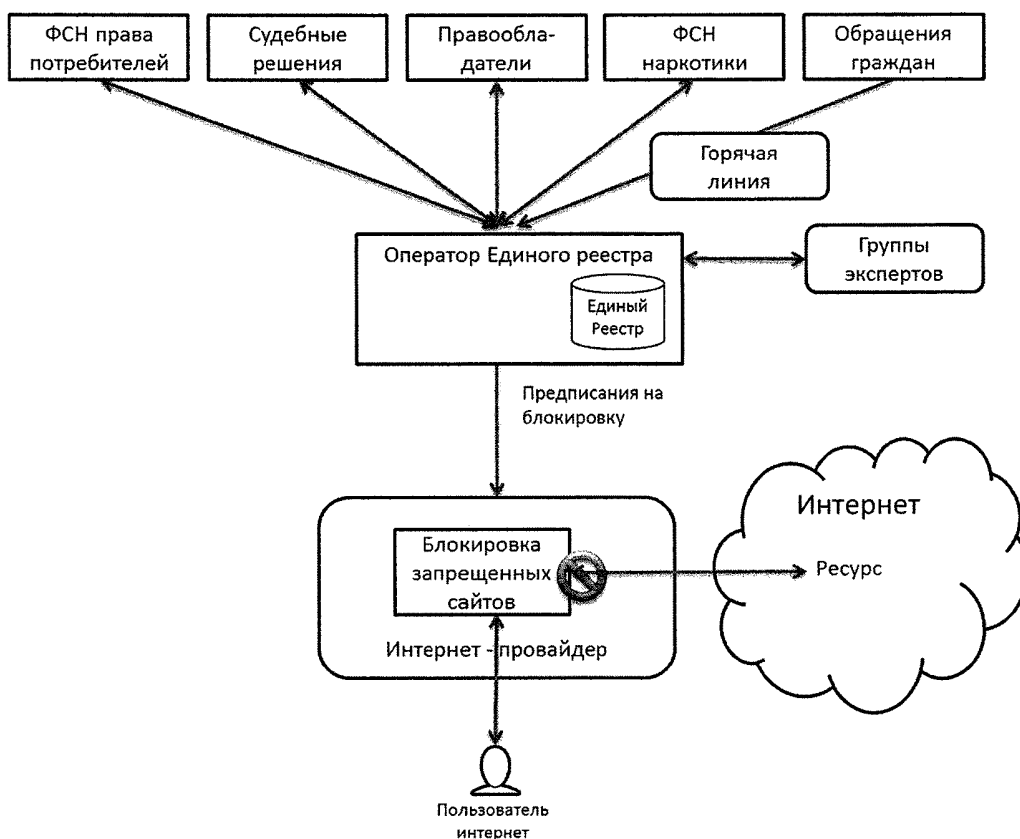 ФСН права
потребителей
Судебные
решения
Правообла-
датели
ФСН
наркотики
Обращения
граждан
Горячая
линия
Оператор Единого реестра
Группы
экспертов
Единый
Реестр
Предписания на
блокировку
Интернет
Блокировка
запрещенных
сайтов
Ресурс
Интернет - провайдер
Пользователь
интернет